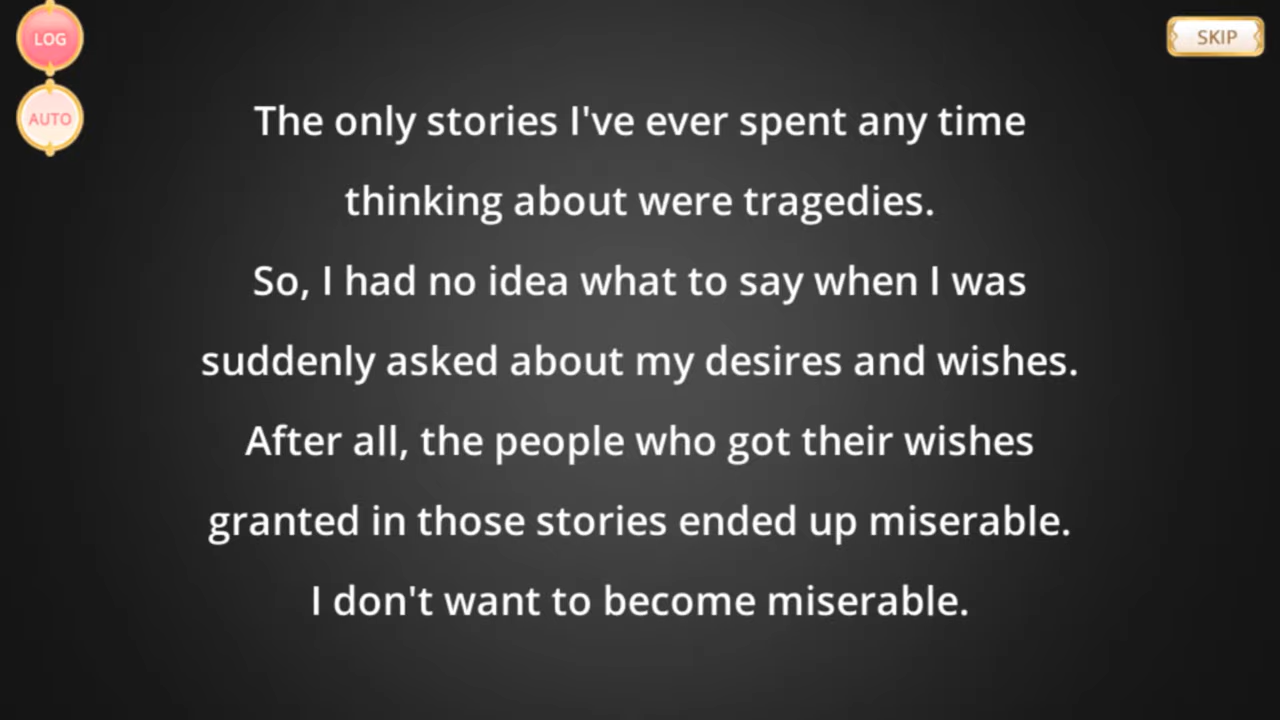 LOG
SKIP
AUTO
The only stories I've ever spent any time
thinking about were tragedies.
So, I had no idea what to say when I was
suddenly asked about my desires and wishes.
After all, the people who got their wishes
granted in those stories ended up miserable.
I don't want to become miserable.